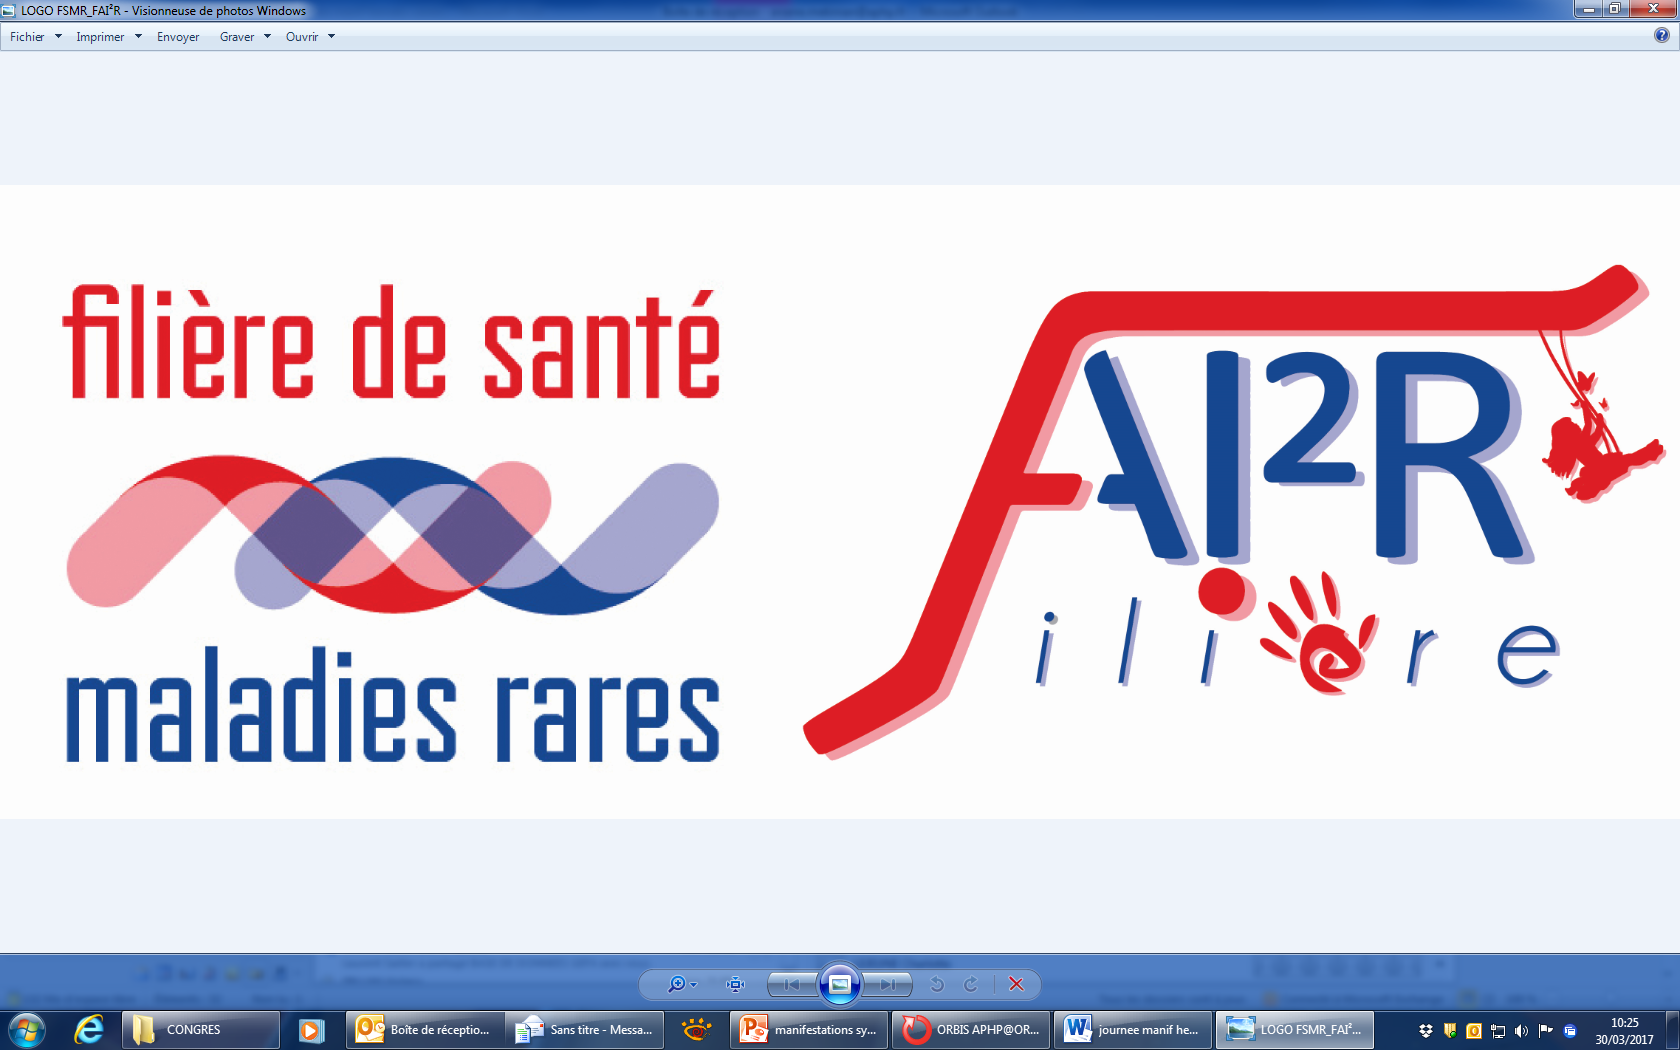 LOGO FSMR_FAI²R - Visionneuse de photos Windows
Fichier Imprimer Envoyer Graver Ouvrir
filière de santé
maladies rares
FAI²R
ilière
CONGRES
Boîte de réceptio...
Sans titre - Messa...
manifestations sy...
ORBIS APHP@OR...
journee manif he...
LOGO FSMR_FAI²...
10:25
30/03/2017